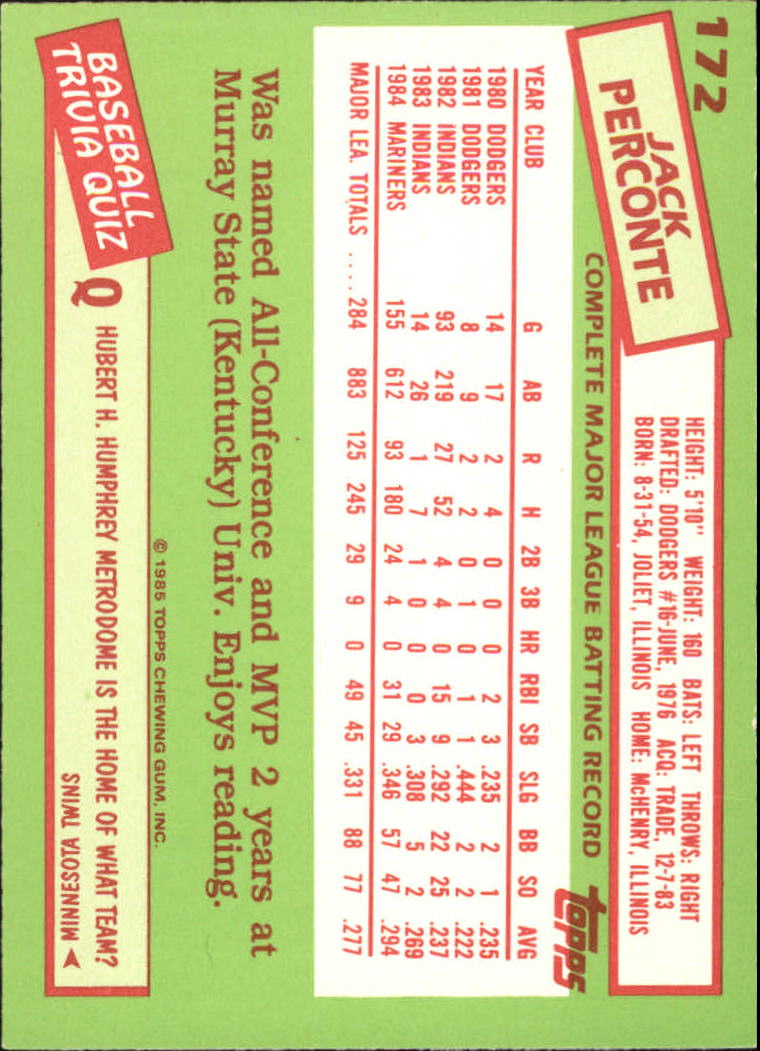 172
JACK
PERCONTE
HEIGHT: 5'10" WEIGHT: 160 BATS: LEFT THROWS: RIGHT
DRAFTED: DODGERS #16-JUNE, 1976 ACQ: TRADE, 12-7-83
BORN: 8-31-54, JOLIET, ILLINOIS HOME: McHENRY, ILLINOIS
COMPLETE MAJOR LEAGUE BATTING RECORD
topps
YEAR CLUB G AB R H 2B 3B HR RBI SB SLG BB SO AVG
1980 DODGERS 14 17 2 4 0 0 0 2 3 .235 2 1 .235
1981 DODGERS 8 9 2 2 0 1 0 1 1 .444 2 2 .222
1982 INDIANS 93 219 27 52 4 4 0 15 9 .292 22 25 .237
1983 INDIANS 14 26 1 7 1 0 0 0 3 .308 5 2 .269
1984 MARINERS 155 612 93 180 24 4 0 31 29 .346 57 47 .294
MAJOR LEA. TOTALS ..... 284 883 125 245 29 9 0 49 45 .331 88 77 .277
Was named All-Conference and MVP 2 years at
Murray State (Kentucky) Univ. Enjoys reading.
© 1985 TOPPS CHEWING GUM, INC.
BASEBALL
TRIVIA QUIZ
Q HUBERT H. HUMPHREY METRODOME IS THE HOME OF WHAT TEAM?
MINNESOTA TWINS